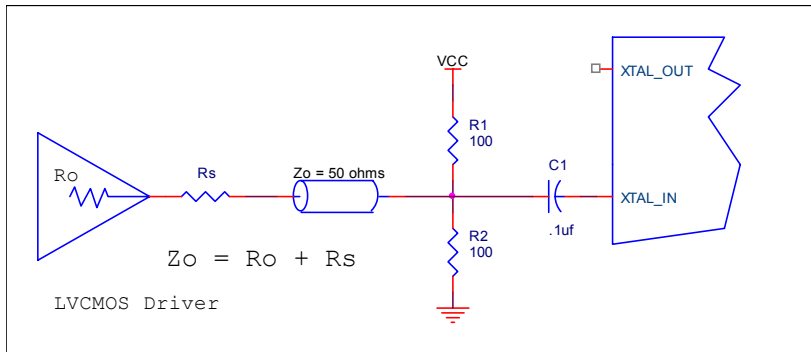 VCC
XTAL_OUT
R1
100
Ro
Rs
Zo = 50 ohms
C1
.1uf
XTAL_IN
R2
100
Zo = Ro + Rs
LVCMOS Driver